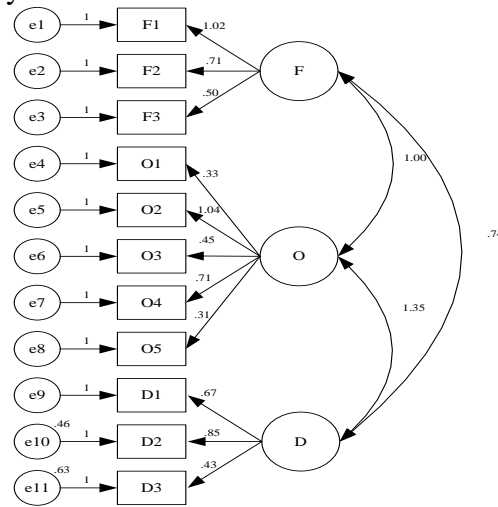 e1 1 F1 1.02
e2 1 F2 .71 F
e3 1 F3 .50
e4 1 O1 .33 1.00
e5 1 O2 1.04
e6 1 O3 .45 O
e7 1 O4 .71 1.35
e8 1 O5 .31
e9 1 D1 .67
e10 .46 1 D2 .85 D
e11 .63 1 D3 .43